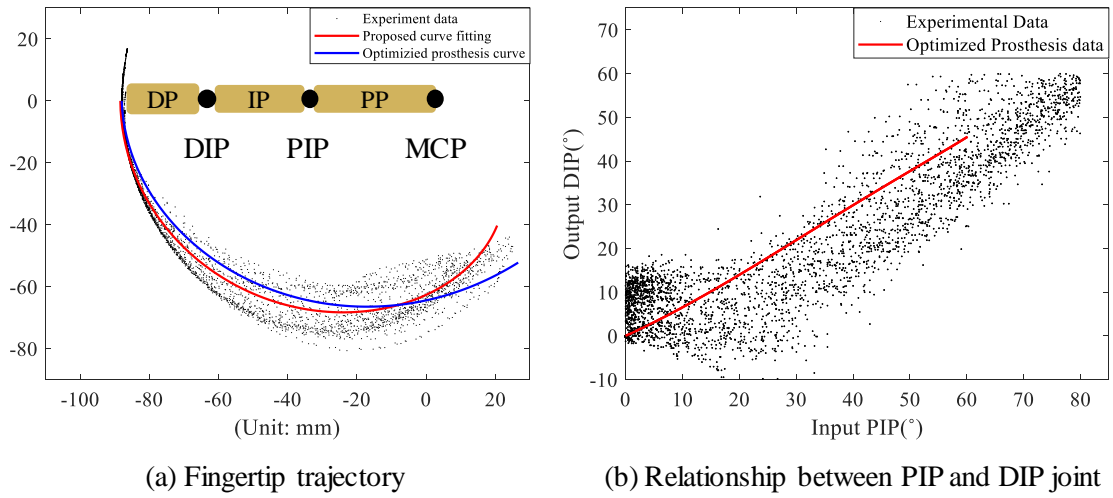 Experiment data
Proposed curve fitting
Optimizied prosthesis curve
20
0
-20
-40
-60
-80
-100
-80
-60
-40
-20
0
20
(Unit: mm)
DP
IP
PP
DIP
PIP
MCP
(a) Fingertip trajectory
Experimental Data
Optimized Prosthesis data
Output DIP(°)
60
50
40
30
20
10
0
-10
0
10
20
30
40
50
60
70
80
Input PIP(°)
(b) Relationship between PIP and DIP joint